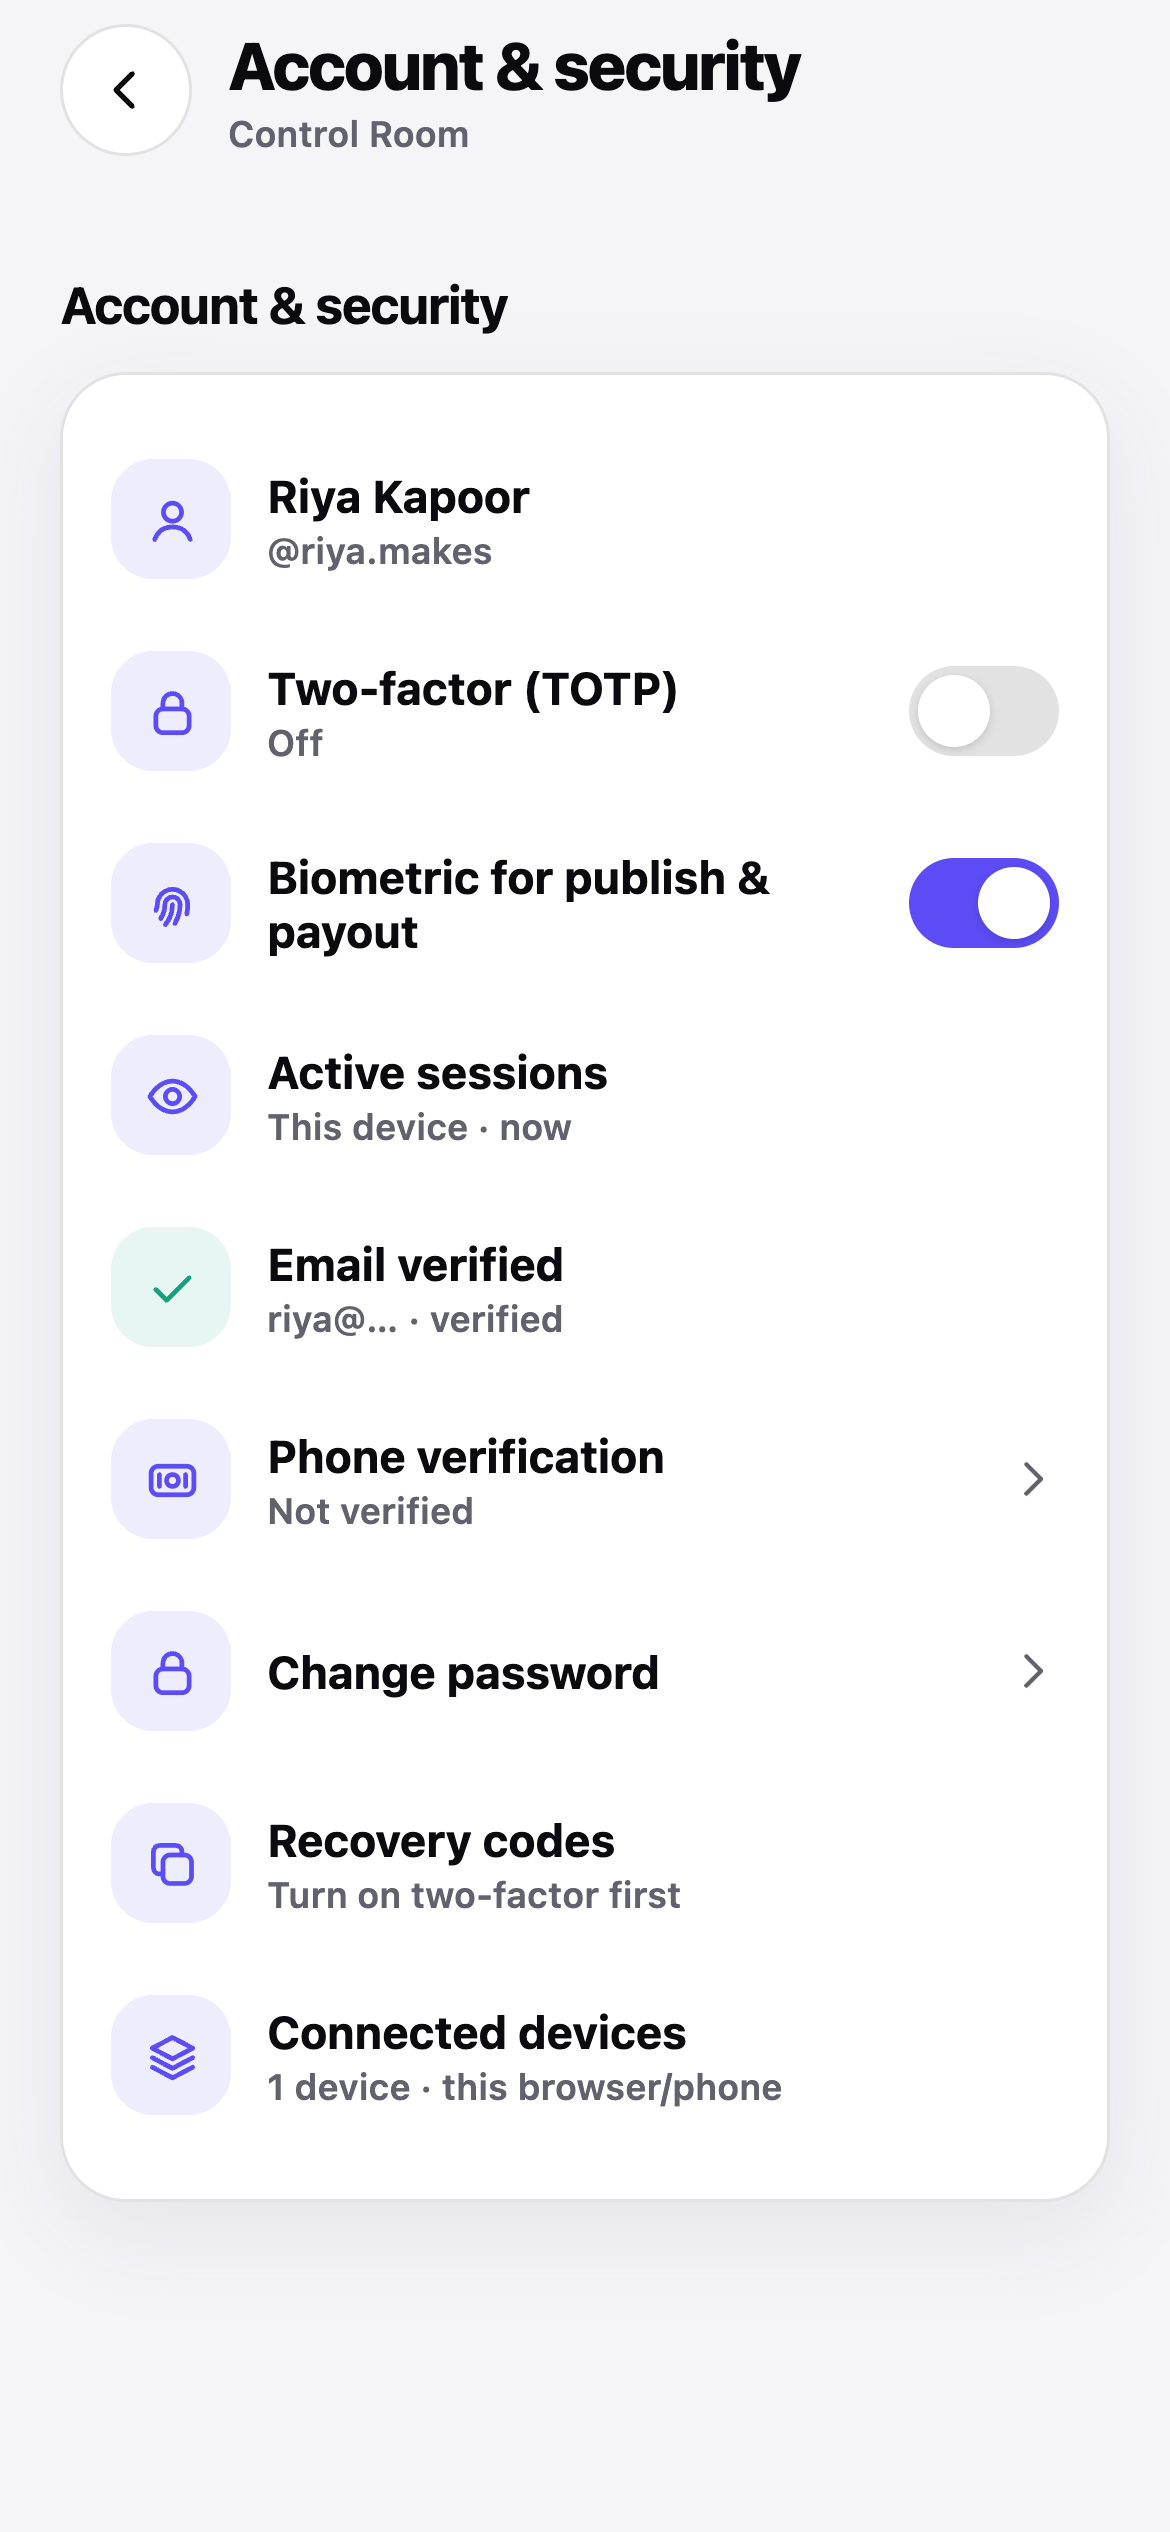 Account & security
Control Room
Account & security
Riya Kapoor
@riya.makes
Two-factor (TOTP)
Off
Biometric for publish &
payout
Active sessions
This device · now
Email verified
riya@... · verified
Phone verification
Not verified
Change password
Recovery codes
Turn on two-factor first
Connected devices
1 device · this browser/phone